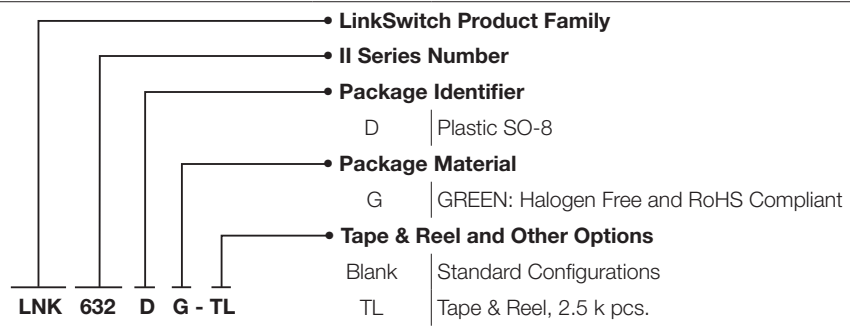 • LinkSwitch Product Family
• II Series Number
• Package Identifier
D Plastic SO-8
• Package Material
G GREEN: Halogen Free and RoHS Compliant
• Tape & Reel and Other Options
Blank Standard Configurations
TL Tape & Reel, 2.5 k pcs.
LNK 632 D G - TL